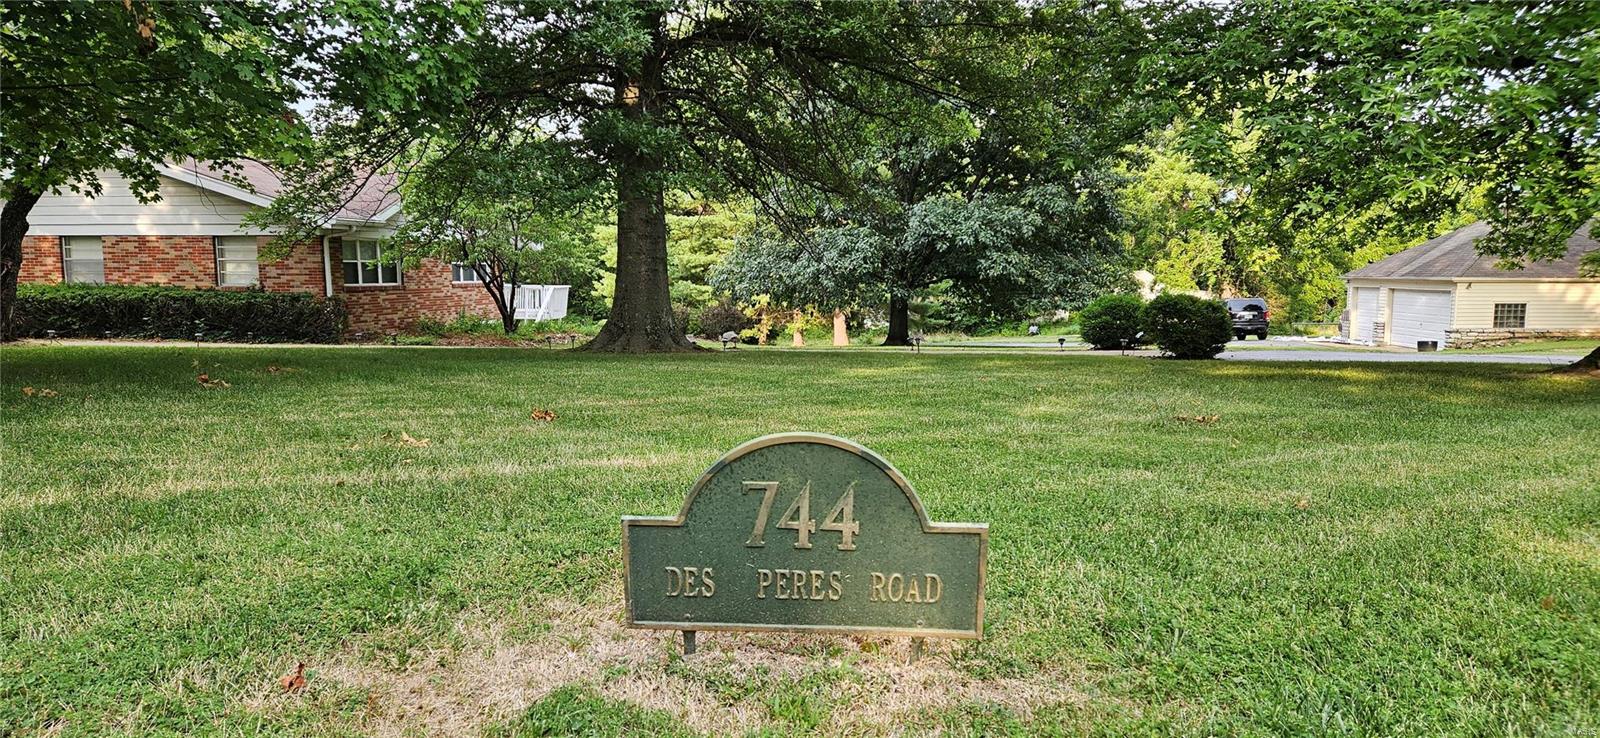 744
DES PERES ROAD